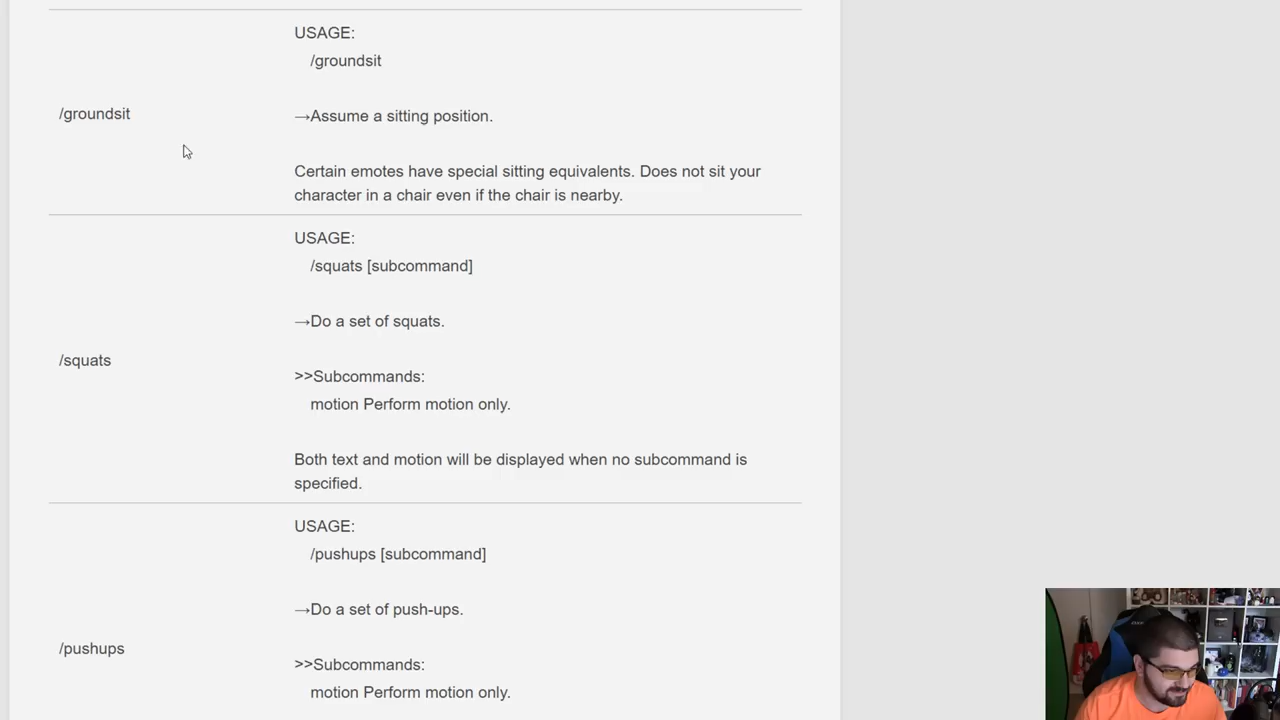 USAGE:
/groundsit
/groundsit
→Assume a sitting position.
Certain emotes have special sitting equivalents. Does not sit your
character in a chair even if the chair is nearby.
USAGE:
/squats [subcommand]
→Do a set of squats.
/squats
>>Subcommands:
motion Perform motion only.
Both text and motion will be displayed when no subcommand is
specified.
USAGE:
/pushups [subcommand]
→Do a set of push-ups.
/pushups
>>Subcommands:
motion Perform motion only.